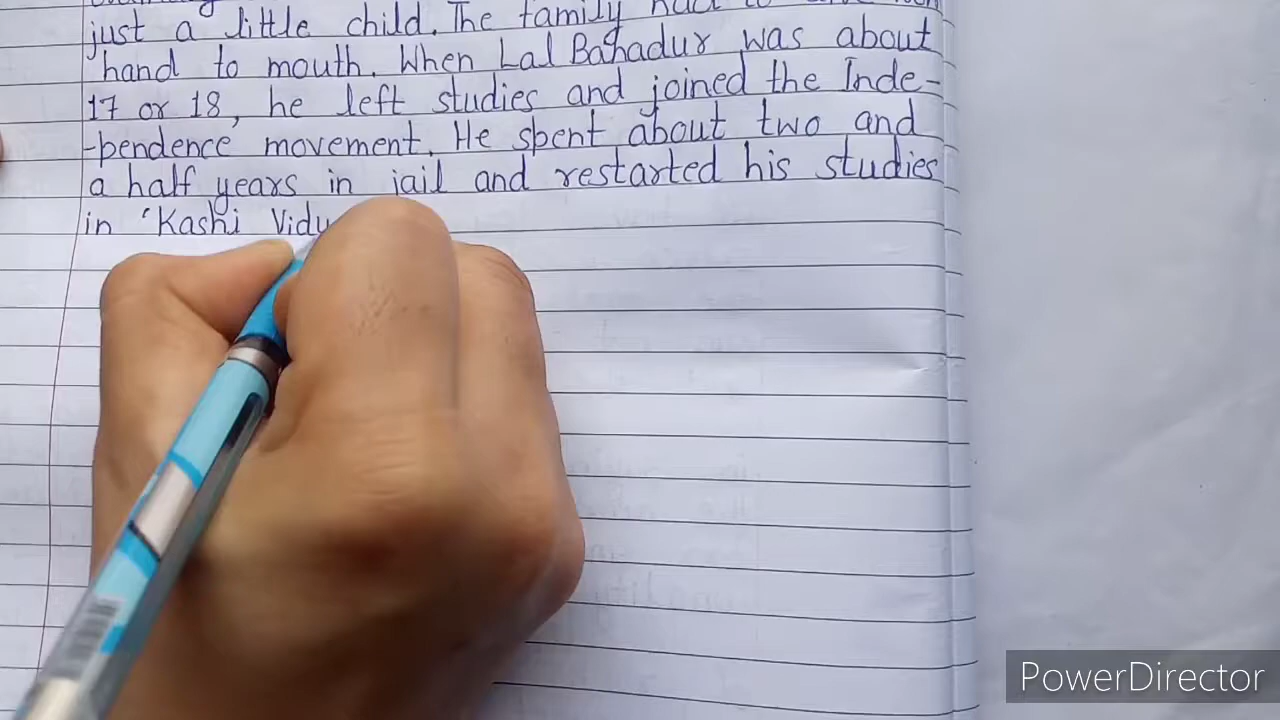 just a little child. The family had to
hand to mouth. When Lal Bahadur was about
17 or 18, he left studies and joined the Inde-
-pendence movement. He spent about two and
a half years in jail and restarted his studies
in 'Kashi
PowerDirector